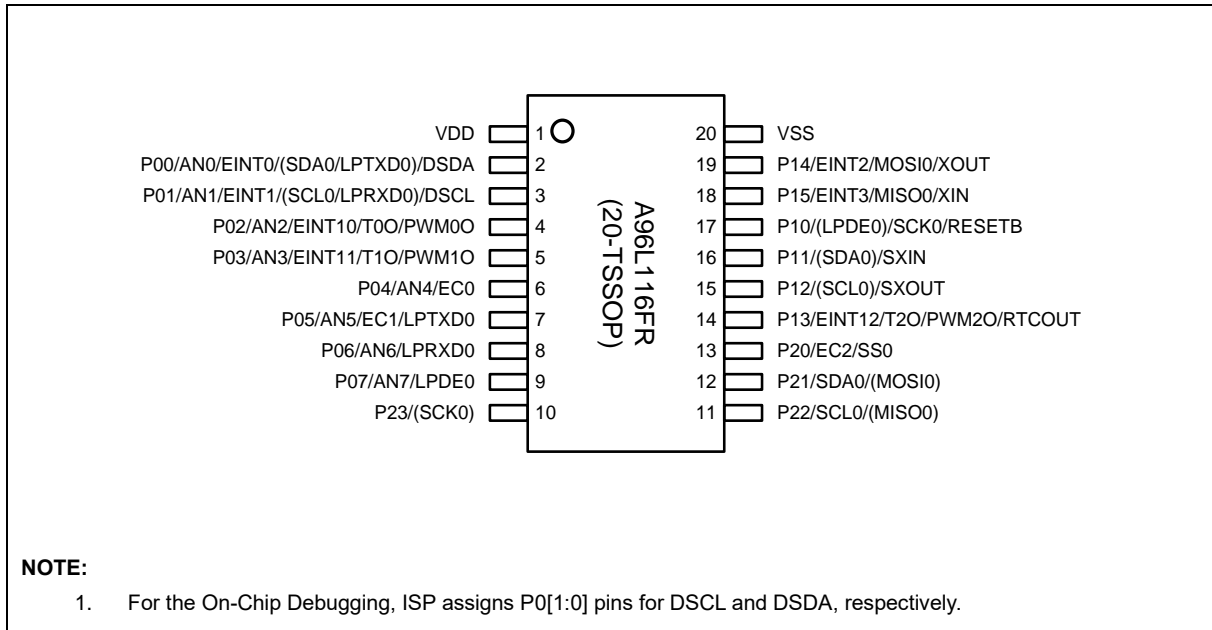 VDD 1 20 VSS
P00/AN0/EINT0/(SDA0/LPTXD0)/DSDA 2 19 P14/EINT2/MOSI0/XOUT
P01/AN1/EINT1/(SCL0/LPRXD0)/DSCL 3 18 P15/EINT3/MISO0/XIN
P02/AN2/EINT10/T0O/PWM0O 4 17 P10/(LPDE0)/SCK0/RESETB
P03/AN3/EINT11/T1O/PWM1O 5 16 P11/(SDA0)/SXIN
P04/AN4/EC0 6 15 P12/(SCL0)/SXOUT
P05/AN5/EC1/LPTXD0 7 14 P13/EINT12/T2O/PWM2O/RTCOUT
P06/AN6/LPRXD0 8 13 P20/EC2/SS0
P07/AN7/LPDE0 9 12 P21/SDA0/(MOSI0)
P23/(SCK0) 10 11 P22/SCL0/(MISO0)
A96L116FR
(20-TSSOP)
NOTE:
1. For the On-Chip Debugging, ISP assigns P0[1:0] pins for DSCL and DSDA, respectively.